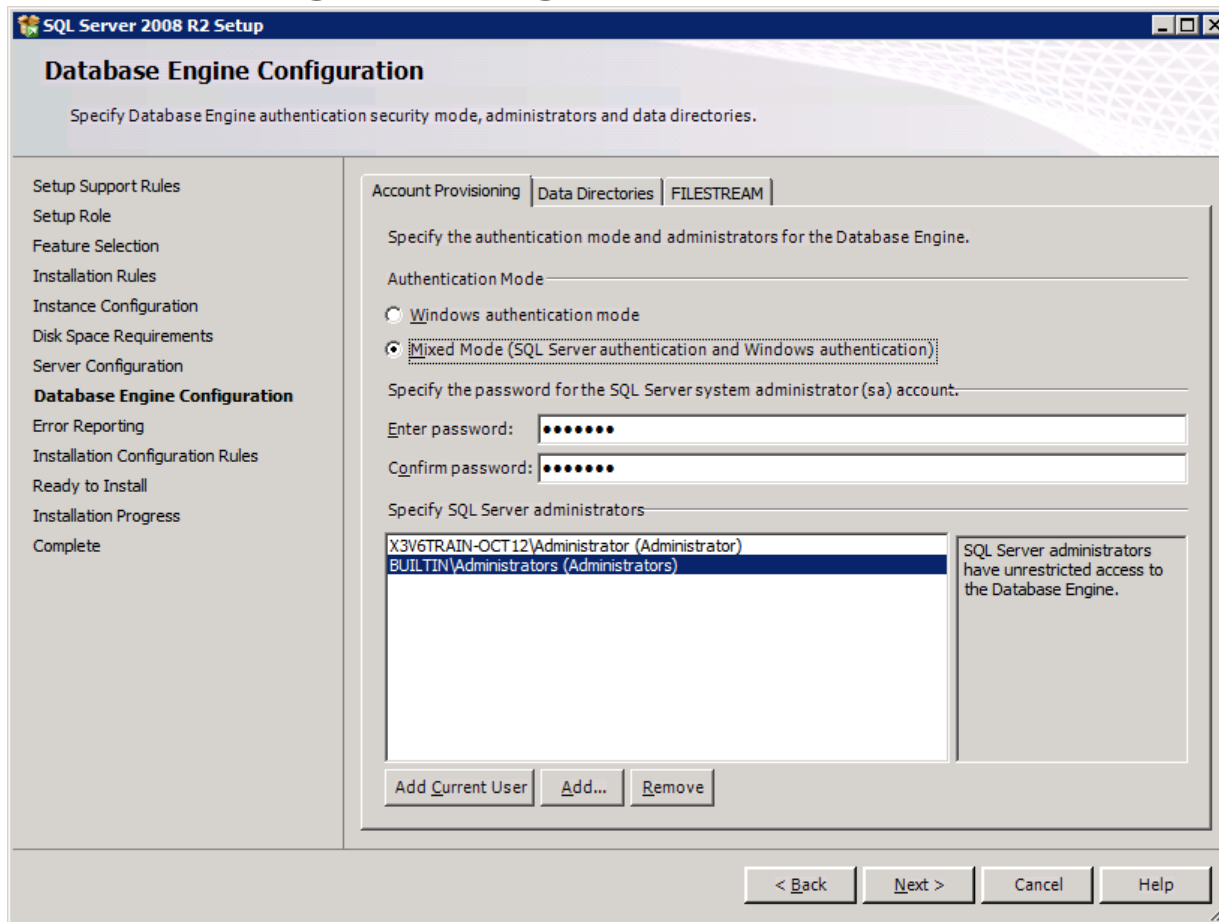 SQL Server 2008 R2 Setup
Database Engine Configuration
Specify Database Engine authentication security mode, administrators and data directories.
Setup Support Rules
Setup Role
Feature Selection
Installation Rules
Instance Configuration
Disk Space Requirements
Server Configuration
Database Engine Configuration
Error Reporting
Installation Configuration Rules
Ready to Install
Installation Progress
Complete
Account Provisioning Data Directories FILESTREAM
Specify the authentication mode and administrators for the Database Engine.
Authentication Mode
Windows authentication mode
Mixed Mode (SQL Server authentication and Windows authentication)
Specify the password for the SQL Server system administrator (sa) account.
Enter password: •••••••
Confirm password: •••••••
Specify SQL Server administrators
X3V6TRAIN-OCT12\Administrator (Administrator)
BUILTIN\Administrators (Administrators)
SQL Server administrators
have unrestricted access to
the Database Engine.
Add Current User Add... Remove
< Back Next > Cancel Help